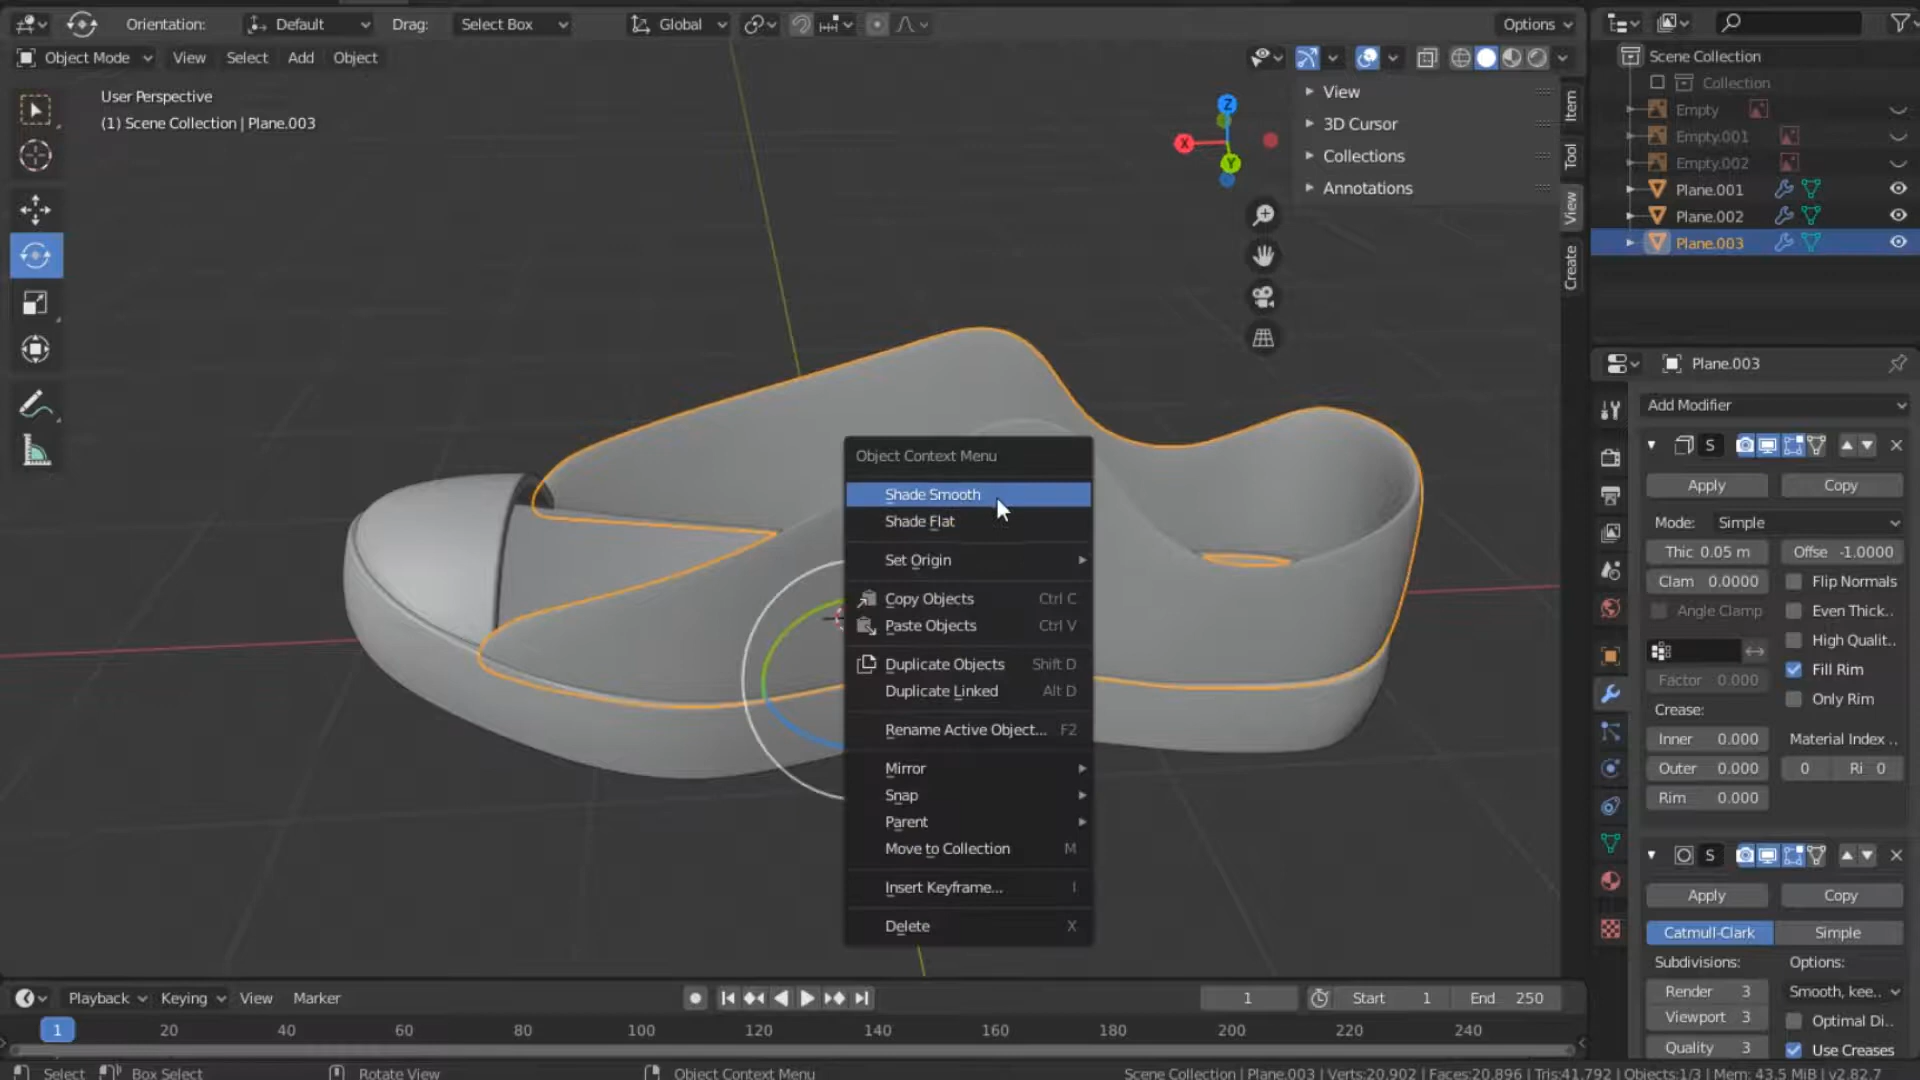 Orientation: Default Drag: Select Box Global Options
Object Mode View Select Add Object
User Perspective
(1) Scene Collection | Plane.003
Z
X
Y
View
3D Cursor
Collections
Annotations
Item
Tool
View
Create
Scene Collection
Collection
Empty
Empty.001
Empty.002
Plane.001
Plane.002
Plane.003
Plane.003
Add Modifier
S
Apply Copy
Mode: Simple
Thic 0.05 m Offse -1.0000
Clam 0.0000 Flip Normals
Angle Clamp Even Thick..
High Qualit..
Fill Rim
Factor 0.000
Only Rim
Crease:
Inner 0.000 Material Index ..
Outer 0.000 0 Ri 0
Rim 0.000
S
Apply Copy
Catmull-Clark Simple
Subdivisions: Options:
Render 3 Smooth, kee..
Viewport 3 Optimal Di..
Quality 3 Use Creases
Object Context Menu
Shade Smooth
Shade Flat
Set Origin
Copy Objects Ctrl C
Paste Objects Ctrl V
Duplicate Objects Shift D
Duplicate Linked Alt D
Rename Active Object... F2
Mirror
Snap
Parent
Move to Collection M
Insert Keyframe... I
Delete X
Playback Keying View Marker 1 Start 1 End 250
1 20 40 60 80 100 120 140 160 180 200 220 240
Select Box Select Rotate View Object Context Menu Scene Collection | Plane.003 | Verts:20,902 | Faces:20,896 | Tris:41,792 | Objects:1/3 | Mem: 43.5 MiB | v2.82.7